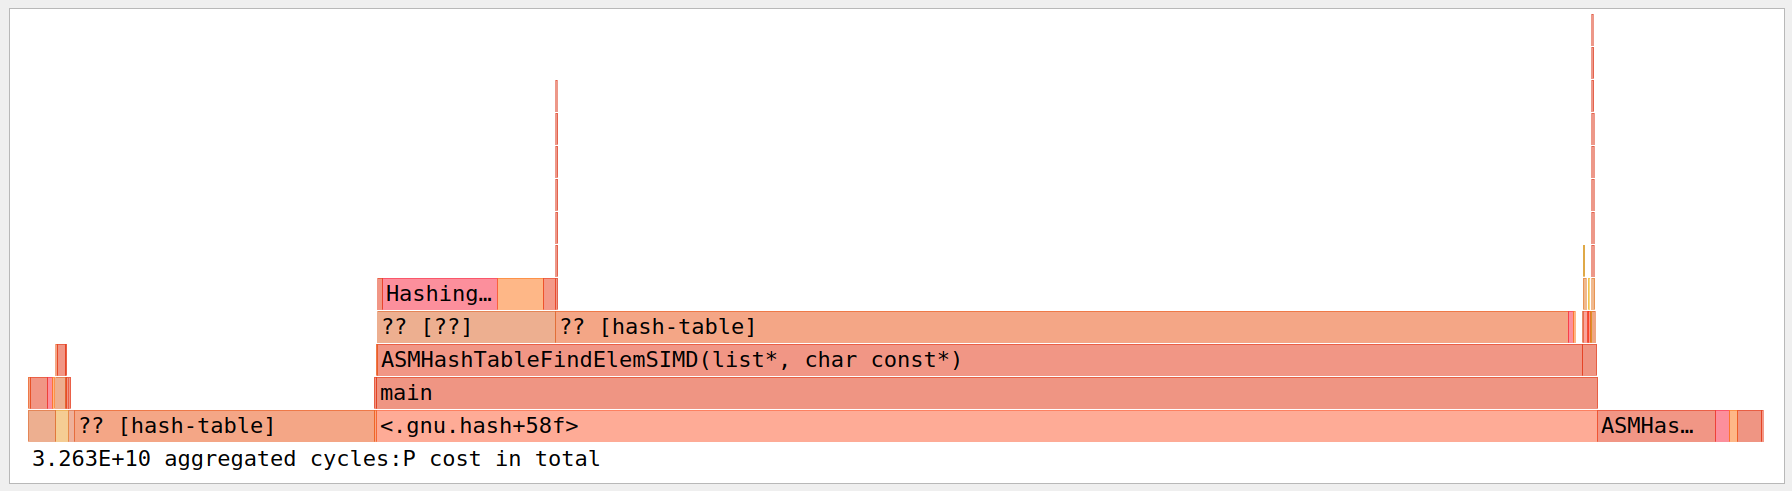 Hashing…
?? [??] ?? [hash-table]
ASMHashTableFindElemSIMD(list*, char const*)
main
?? [hash-table] <.gnu.hash+58f> ASMHas…
3.263E+10 aggregated cycles:P cost in total